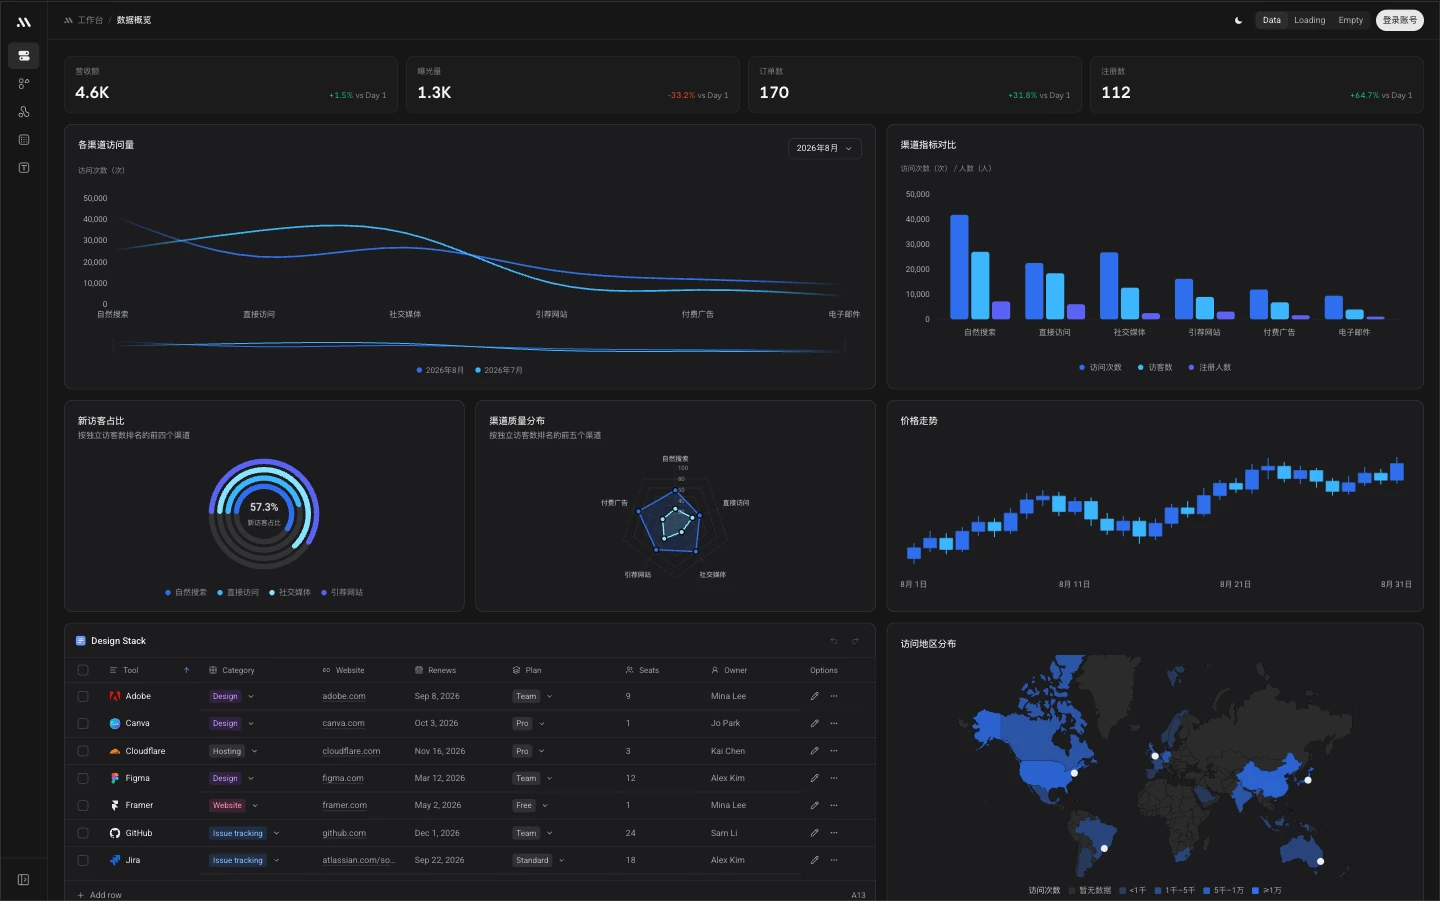 工作台 / 数据概览
Data Loading Empty 登录账号
营收额
4.6K +1.5% vs Day 1
曝光量
1.3K -33.2% vs Day 1
订单数
170 +31.8% vs Day 1
注册数
112 +64.7% vs Day 1
各渠道访问量
2026年8月
访问次数（次）
50,000
40,000
30,000
20,000
10,000
0
自然搜索 直接访问 社交媒体 引荐网站 付费广告 电子邮件
2026年8月 2026年7月
渠道指标对比
访问次数（次） / 人数（人）
50,000
40,000
30,000
20,000
10,000
0
自然搜索 直接访问 社交媒体 引荐网站 付费广告 电子邮件
访问次数 访客数 注册人数
新访客占比
按独立访客数排名的前四个渠道
57.3%
新访客占比
自然搜索 直接访问 社交媒体 引荐网站
渠道质量分布
按独立访客数排名的前五个渠道
自然搜索
100
80
60
40
付费广告 直接访问
引荐网站 社交媒体
价格走势
8月 1日 8月 11日 8月 21日 8月 31日
Design Stack
Tool Category Website Renews Plan Seats Owner Options
Adobe Design adobe.com Sep 8, 2026 Team 9 Mina Lee
Canva Design canva.com Oct 3, 2026 Pro 1 Jo Park
Cloudflare Hosting cloudflare.com Nov 16, 2026 Pro 3 Kai Chen
Figma Design figma.com Mar 12, 2026 Team 12 Alex Kim
Framer Website framer.com May 2, 2026 Free 1 Mina Lee
GitHub Issue tracking github.com Dec 1, 2026 Team 24 Sam Li
Jira Issue tracking atlassian.com/so... Sep 22, 2026 Standard 18 Alex Kim
+ Add row A13
访问地区分布
访问次数 暂无数据 <1千 1千–5千 5千–1万 ≥1万